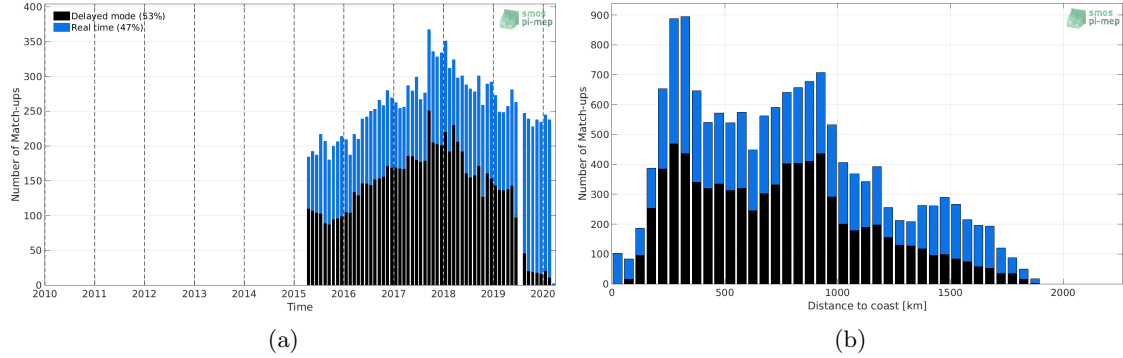 Delayed mode (53%)
Real time (47%)
smos
pi-mep
Number of Match-ups
400
350
300
250
200
150
100
50
0
2010 2011 2012 2013 2014 2015 2016 2017 2018 2019 2020
Time
(a)
smos
pi-mep
Number of Match-ups
900
800
700
600
500
400
300
200
100
0
0 500 1000 1500 2000
Distance to coast [km]
(b)